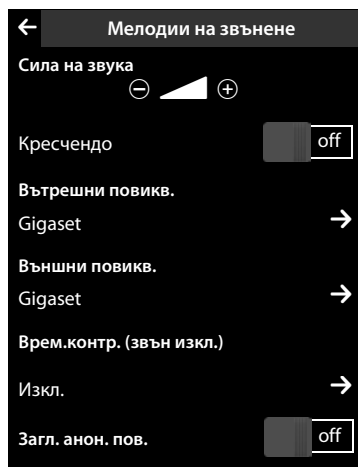 Мелодии на звънене
Сила на звука
Кресчендо off
Вътрешни повикв.
Gigaset
Външни повикв.
Gigaset
Врем.контр. (звън изкл.)
Изкл.
Загл. анон. пов. off